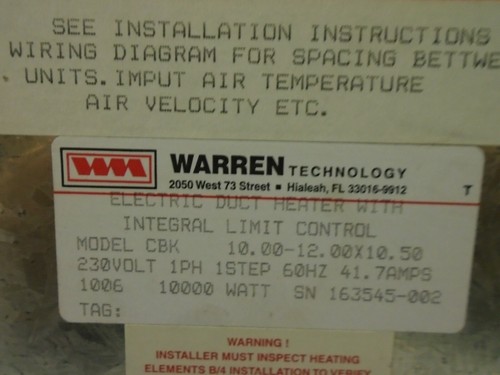 SEE INSTALLATION INSTRUCTIONS
WIRING DIAGRAM FOR SPACING BETTWE
UNITS. IMPUT AIR TEMPERATURE
AIR VELOCITY ETC.
WM WARREN TECHNOLOGY
2050 West 73 Street ■ Hialeah, FL 33016-9912
T
ELECTRIC DUCT HEATER WITH
INTEGRAL LIMIT CONTROL
MODEL CBK 10.00-12.00X10.50
230VOLT 1PH 1STEP 60HZ 41.7AMPS
1006 10000 WATT SN 163545-002
TAG:
WARNING !
INSTALLER MUST INSPECT HEATING
ELEMENTS B/4 INSTALLATION TO VERIFY